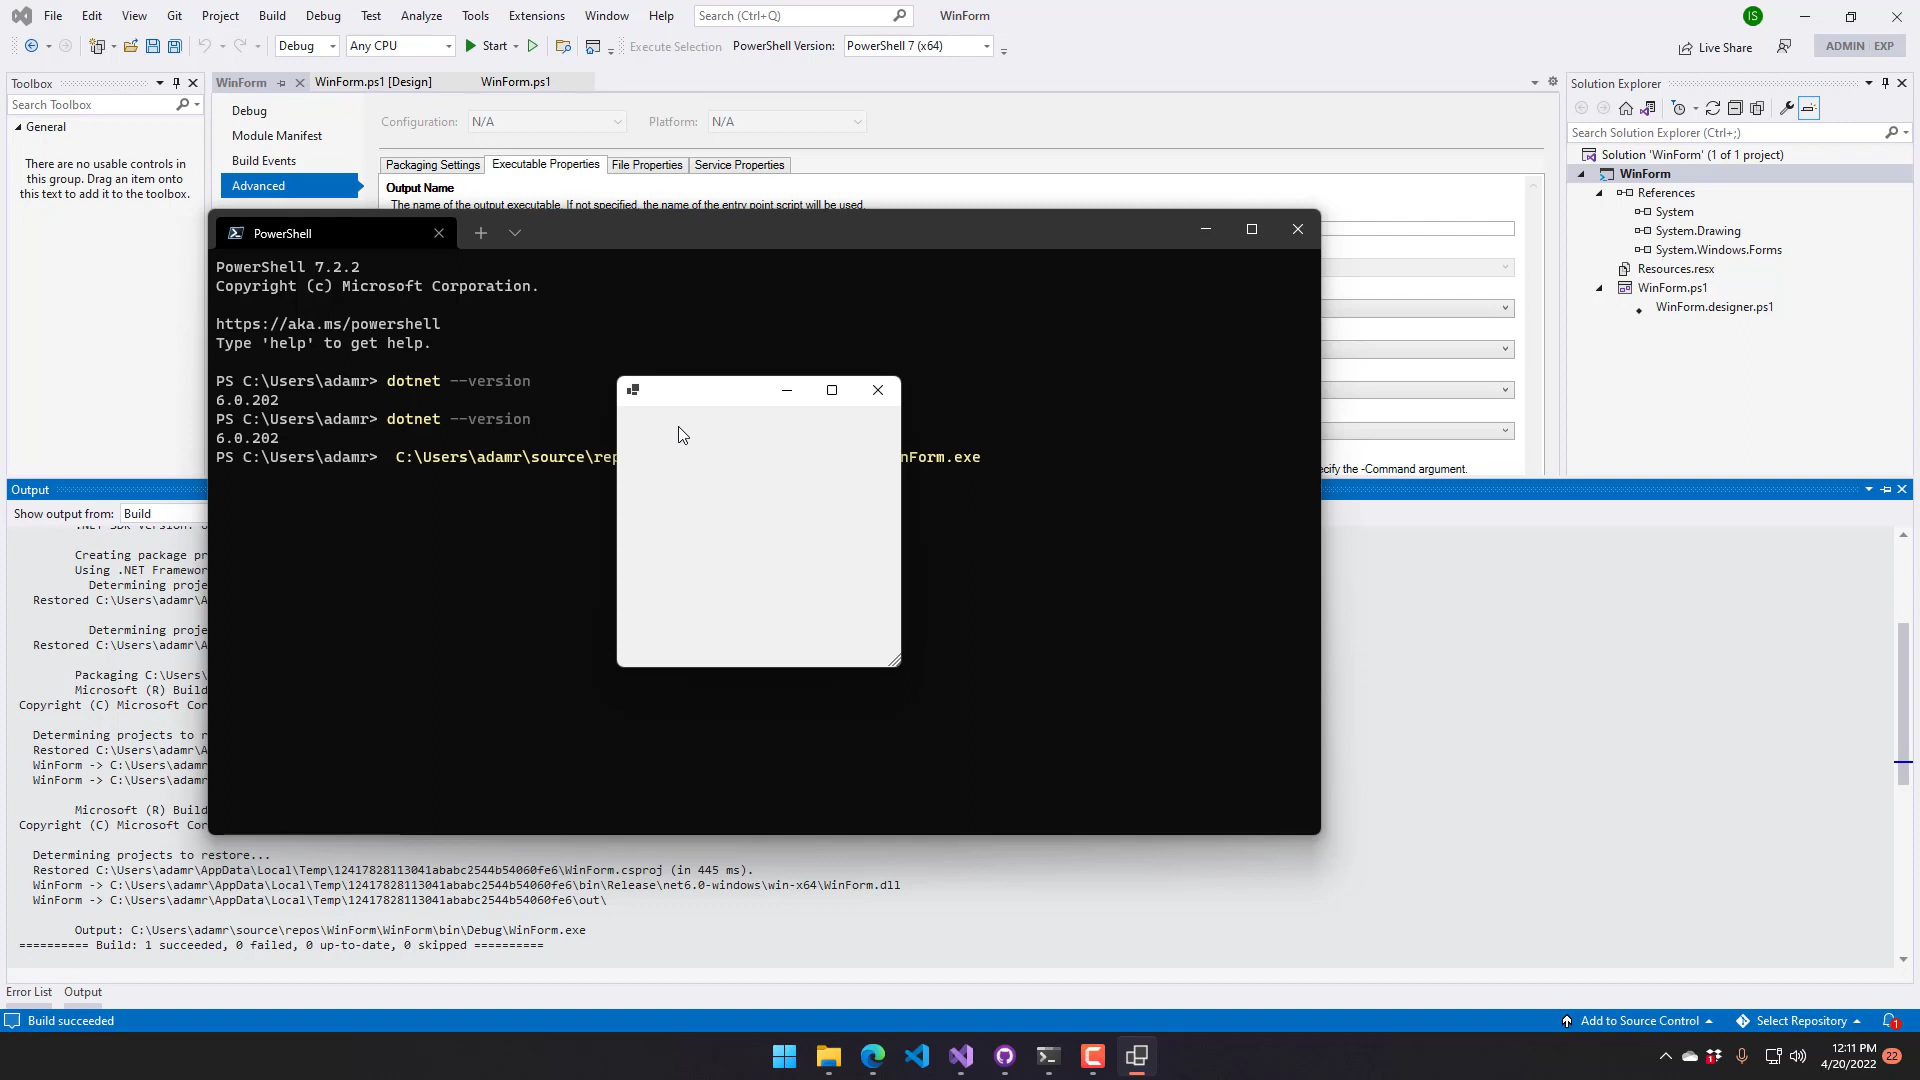 File Edit View Git Project Build Debug Test Analyze Tools Extensions Window Help Search (Ctrl+Q) WinForm IS
Debug Any CPU Start Execute Selection PowerShell Version: PowerShell 7 (x64) Live Share ADMIN EXP
Toolbox
Search Toolbox
General
There are no usable controls in
this group. Drag an item onto
this text to add it to the toolbox.
WinForm WinForm.ps1 [Design] WinForm.ps1
Debug
Module Manifest
Build Events
Advanced
Configuration: N/A Platform: N/A
Packaging Settings Executable Properties File Properties Service Properties
Output Name
The name of the output executable. If not specified, the name of the entry point script will be used.
-Command argument.
Solution Explorer
Search Solution Explorer (Ctrl+;)
Solution 'WinForm' (1 of 1 project)
WinForm
References
System
System.Drawing
System.Windows.Forms
Resources.resx
WinForm.ps1
WinForm.designer.ps1
PowerShell
PowerShell 7.2.2
Copyright (c) Microsoft Corporation.
https://aka.ms/powershell
Type 'help' to get help.
PS C:\Users\adamr> dotnet --version
6.0.202
PS C:\Users\adamr> dotnet --version
6.0.202
PS C:\Users\adamr> C:\Users\adamr\source\rep nForm.exe
Output
Show output from: Build
Creating package pr
Using .NET Framewor
Determining proje
Restored C:\Users\adamr\A
Determining proje
Restored C:\Users\adamr\A
Packaging C:\Users\
Microsoft (R) Build
Copyright (C) Microsoft Cor
Determining projects to r
Restored C:\Users\adamr\A
WinForm -> C:\Users\adamr
WinForm -> C:\Users\adamr
Microsoft (R) Build
Copyright (C) Microsoft Cor
Determining projects to restore...
Restored C:\Users\adamr\AppData\Local\Temp\12417828113041ababc2544b54060fe6\WinForm.csproj (in 445 ms).
WinForm -> C:\Users\adamr\AppData\Local\Temp\12417828113041ababc2544b54060fe6\bin\Release\net6.0-windows\win-x64\WinForm.dll
WinForm -> C:\Users\adamr\AppData\Local\Temp\12417828113041ababc2544b54060fe6\out\
Output: C:\Users\adamr\source\repos\WinForm\WinForm\bin\Debug\WinForm.exe
========== Build: 1 succeeded, 0 failed, 0 up-to-date, 0 skipped ==========
Error List Output
Build succeeded Add to Source Control Select Repository 1
12:11 PM
4/20/2022 22